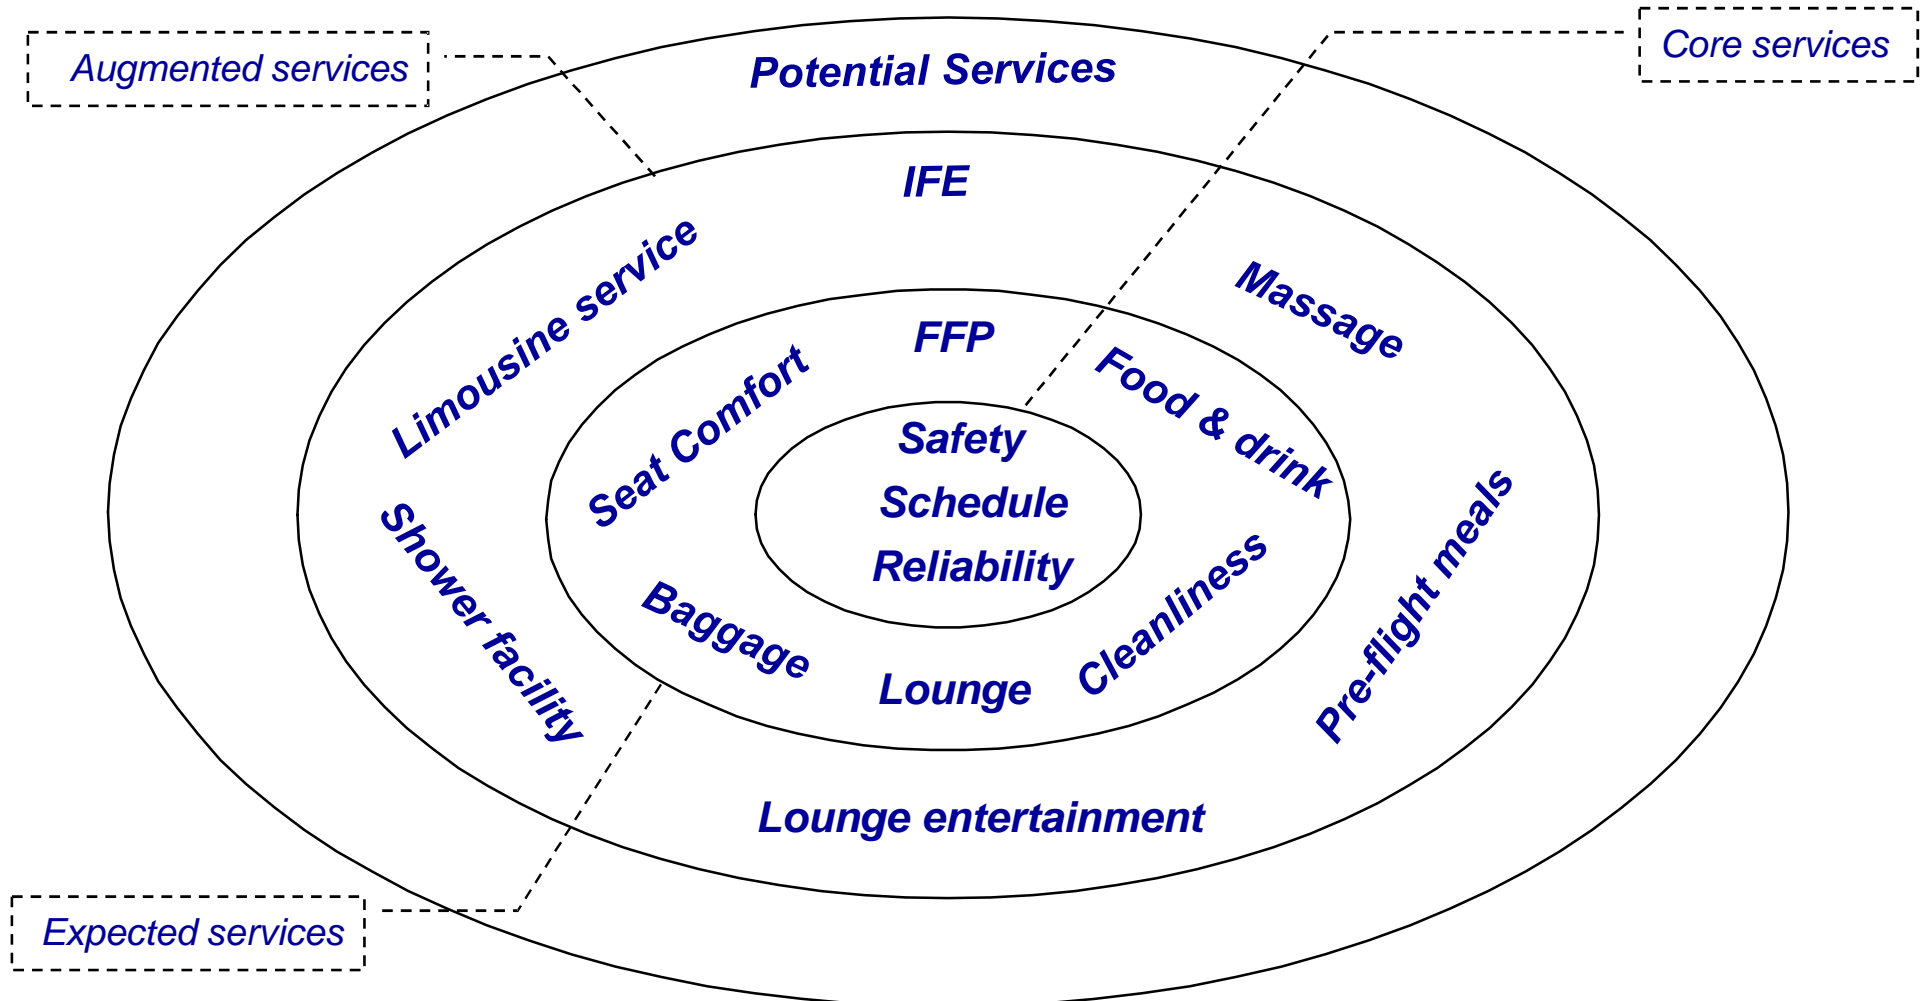 Augmented services
Core services
Potential Services
IFE
Limousine service
Massage
FFP
Seat Comfort
Food & drink
Safety
Schedule
Reliability
Shower facility
Pre-flight meals
Baggage
Cleanliness
Lounge
Lounge entertainment
Expected services